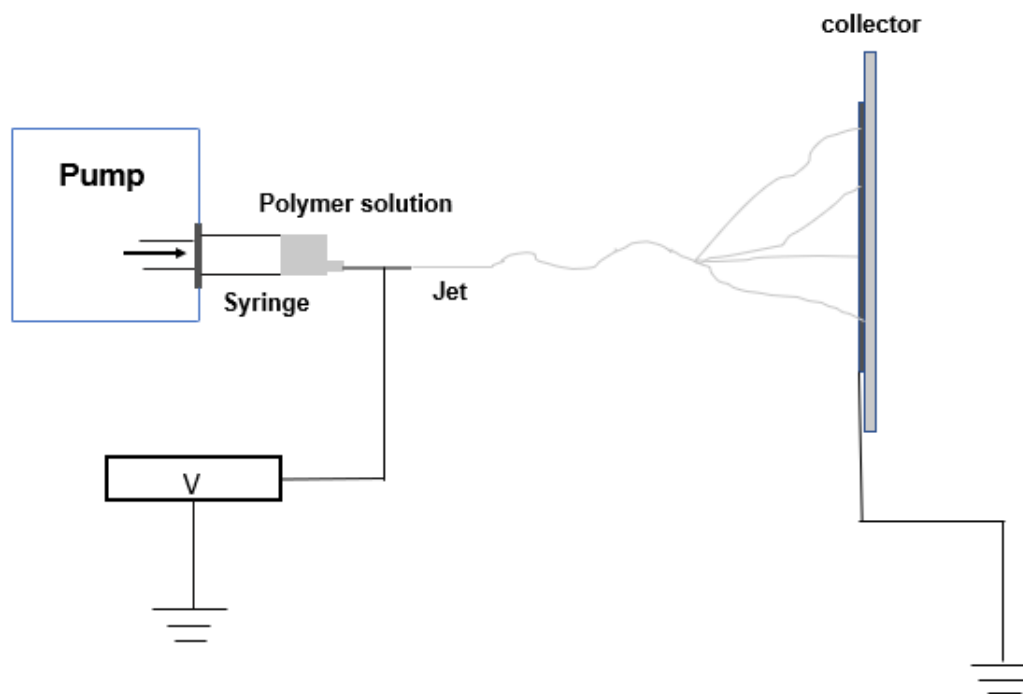 collector
Pump
Polymer solution
Syringe
Jet
V